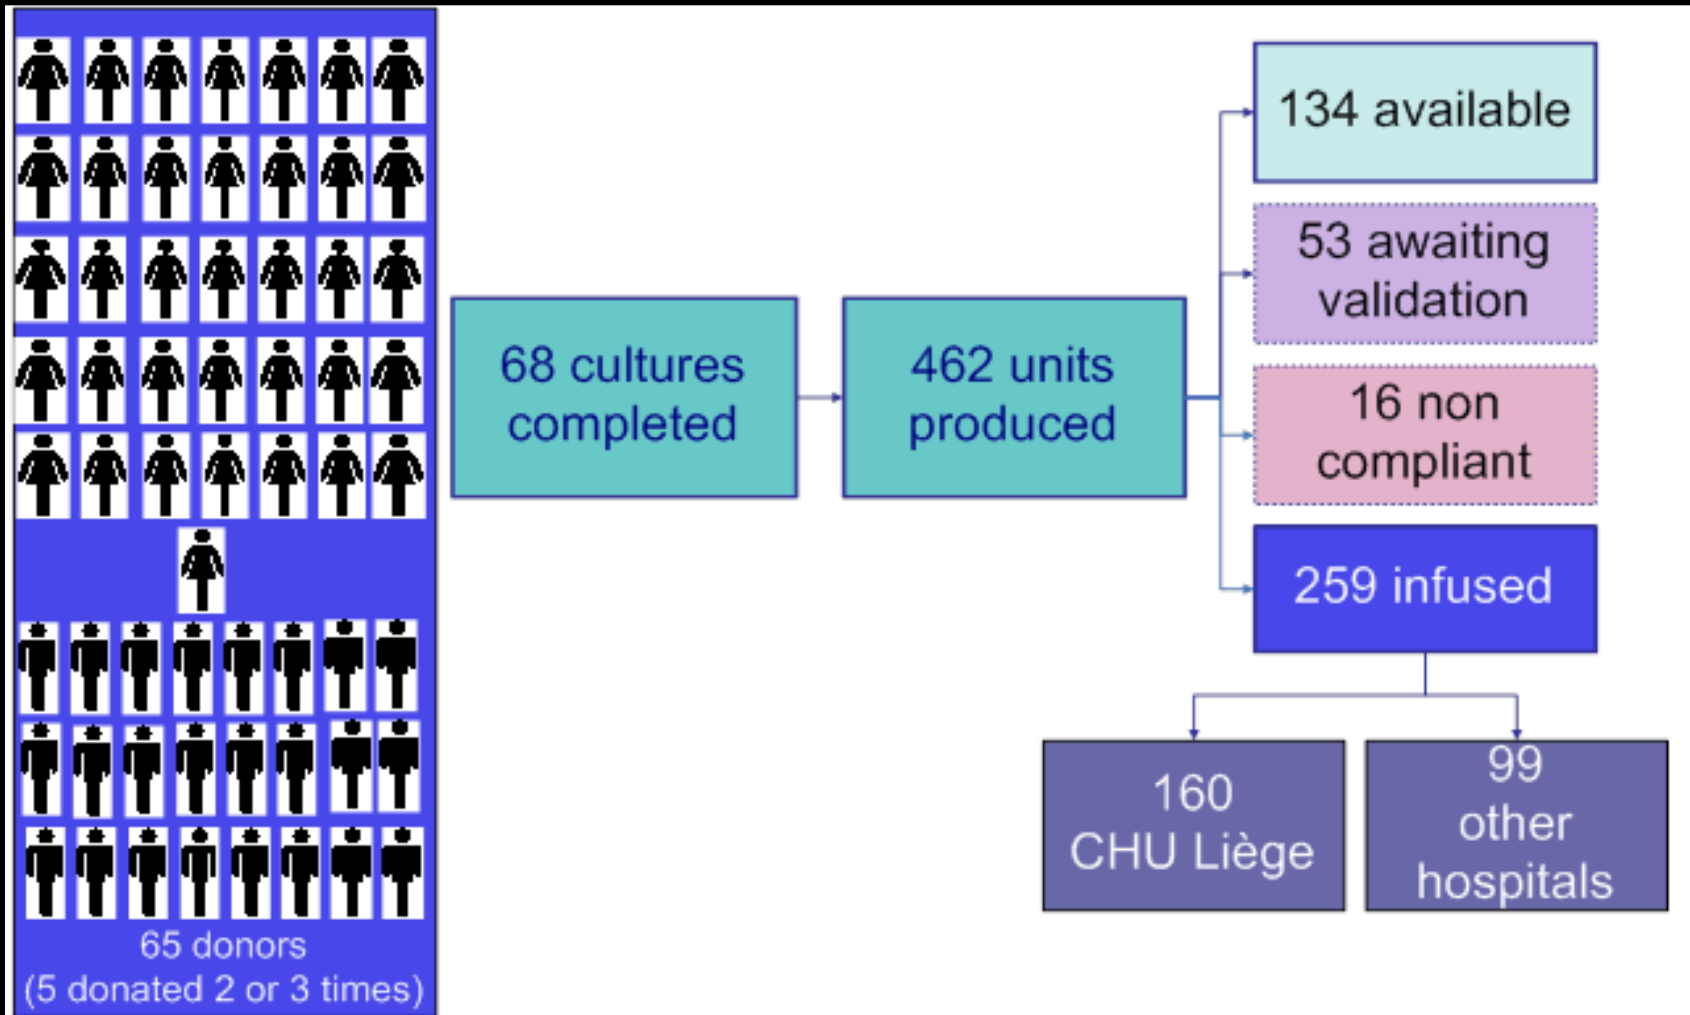 65 donors
(5 donated 2 or 3 times)
68 cultures
completed
462 units
produced
134 available
53 awaiting
validation
16 non
compliant
259 infused
160
CHU Liège
99
other
hospitals